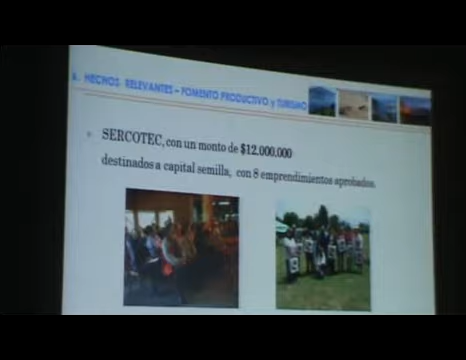 6. HECHOS RELEVANTES – FOMENTO PRODUCTIVO y TURISMO
SERCOTEC, con un monto de $12.000.000
destinados a capital semilla, con 8 emprendimientos aprobados.